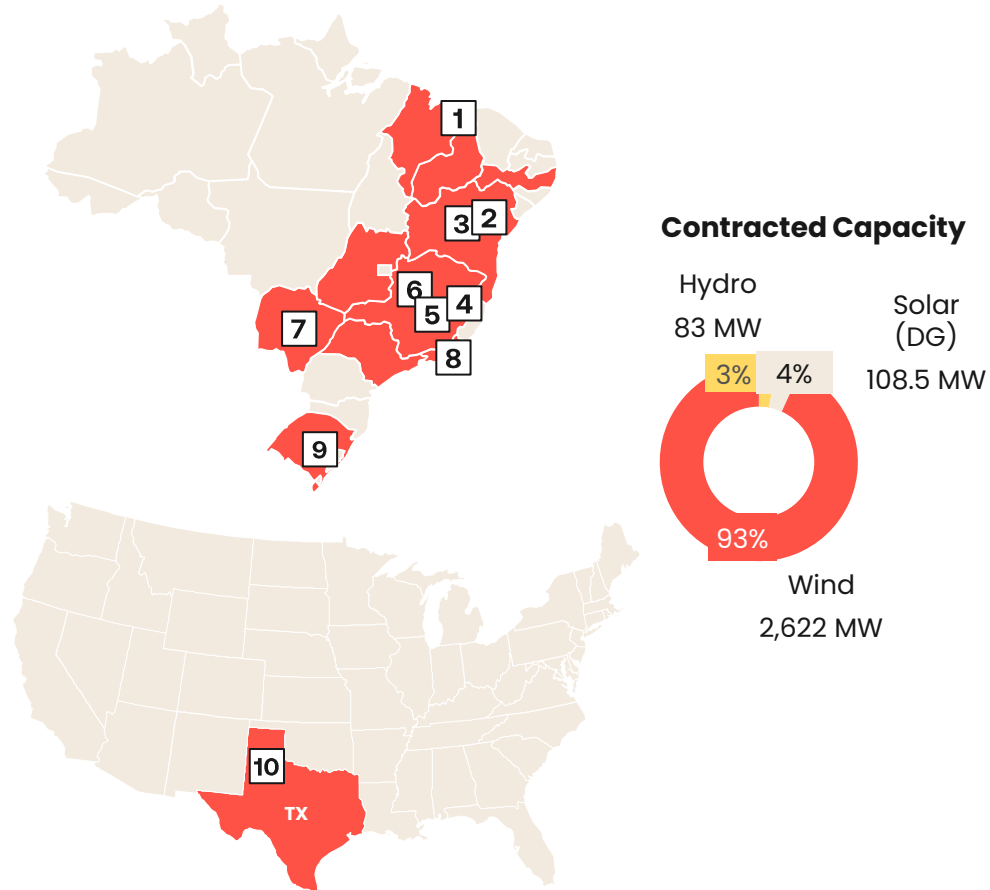 1
3
2
6
5
4
7
8
9
10
TX
Contracted Capacity
Hydro
83 MW
Solar
(DG)
108.5 MW
3%
4%
93%
Wind
2,622 MW